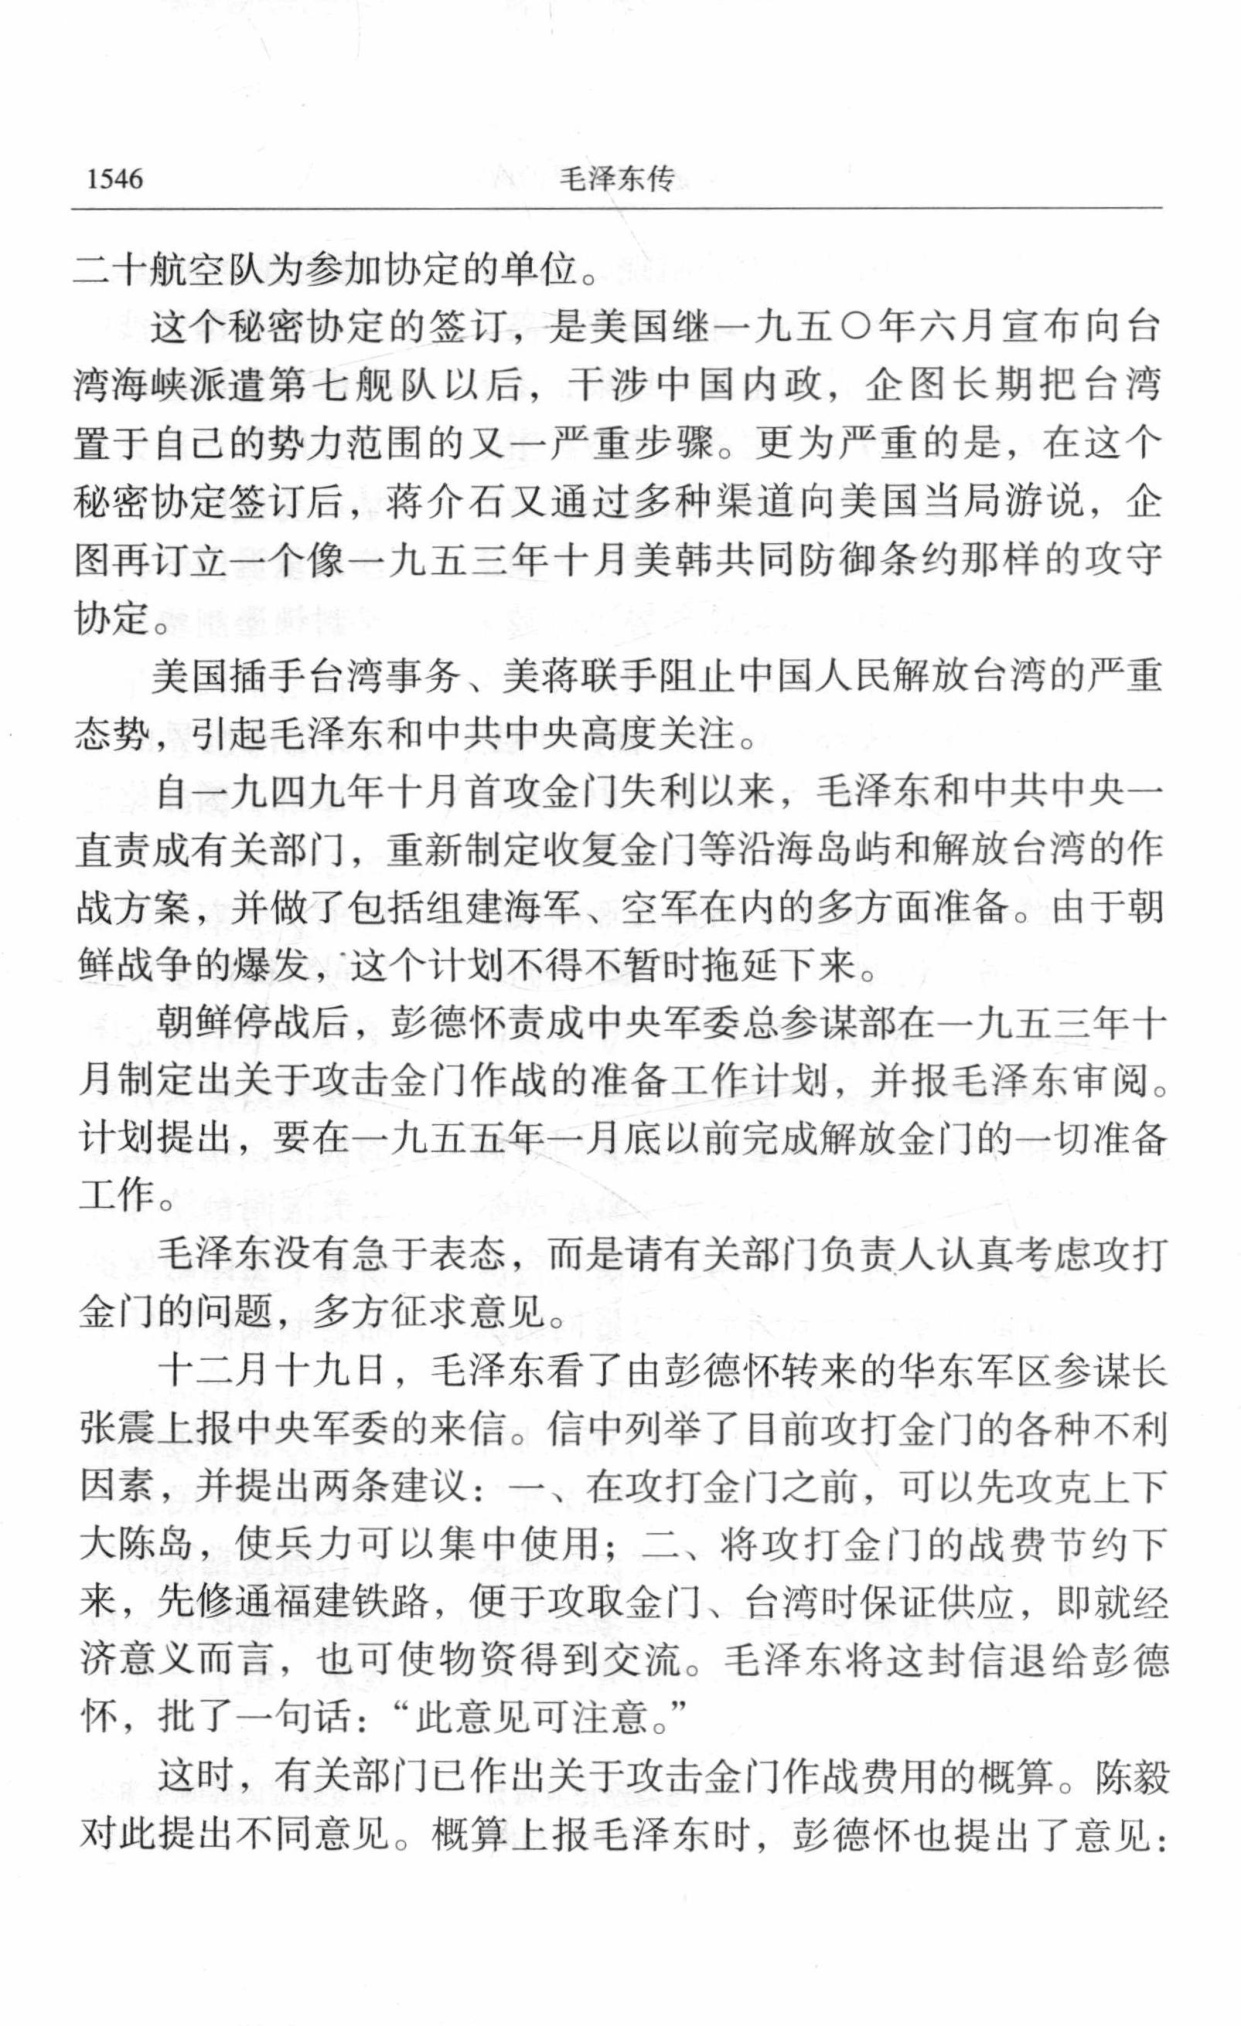 1546
毛泽东传
二十航空队为参加协定的单位。
这个秘密协定的签订，是美国继一九五〇年六月宣布向台
湾海峡派遣第七舰队以后，干涉中国内政，企图长期把台湾
置于自己的势力范围的又一严重步骤。更为严重的是，在这个
秘密协定签订后，蒋介石又通过多种渠道向美国当局游说，企
图再订立一个像一九五三年十月美韩共同防御条约那样的攻守
协定。
美国插手台湾事务、美蒋联手阻止中国人民解放台湾的严重
态势，引起毛泽东和中共中央高度关注。
自一九四九年十月首攻金门失利以来，毛泽东和中共中央一
直责成有关部门，重新制定收复金门等沿海岛屿和解放台湾的作
战方案，并做了包括组建海军、空军在内的多方面准备。由于朝
鲜战争的爆发，这个计划不得不暂时拖延下来。
朝鲜停战后，彭德怀责成中央军委总参谋部在一九五三年十
月制定出关于攻击金门作战的准备工作计划，并报毛泽东审阅。
计划提出，要在一九五五年一月底以前完成解放金门的一切准备
工作。
毛泽东没有急于表态，而是请有关部门负责人认真考虑攻打
金门的问题，多方征求意见。
十二月十九日，毛泽东看了由彭德怀转来的华东军区参谋长
张震上报中央军委的来信。信中列举了目前攻打金门的各种不利
因素，并提出两条建议：一、在攻打金门之前，可以先攻克上下
大陈岛，使兵力可以集中使用；二、将攻打金门的战费节约下
来，先修通福建铁路，便于攻取金门、台湾时保证供应，即就经
济意义而言，也可使物资得到交流。毛泽东将这封信退给彭德
怀，批了一句话：“此意见可注意。”
这时，有关部门已作出关于攻击金门作战费用的概算。陈毅
对此提出不同意见。概算上报毛泽东时，彭德怀也提出了意见：